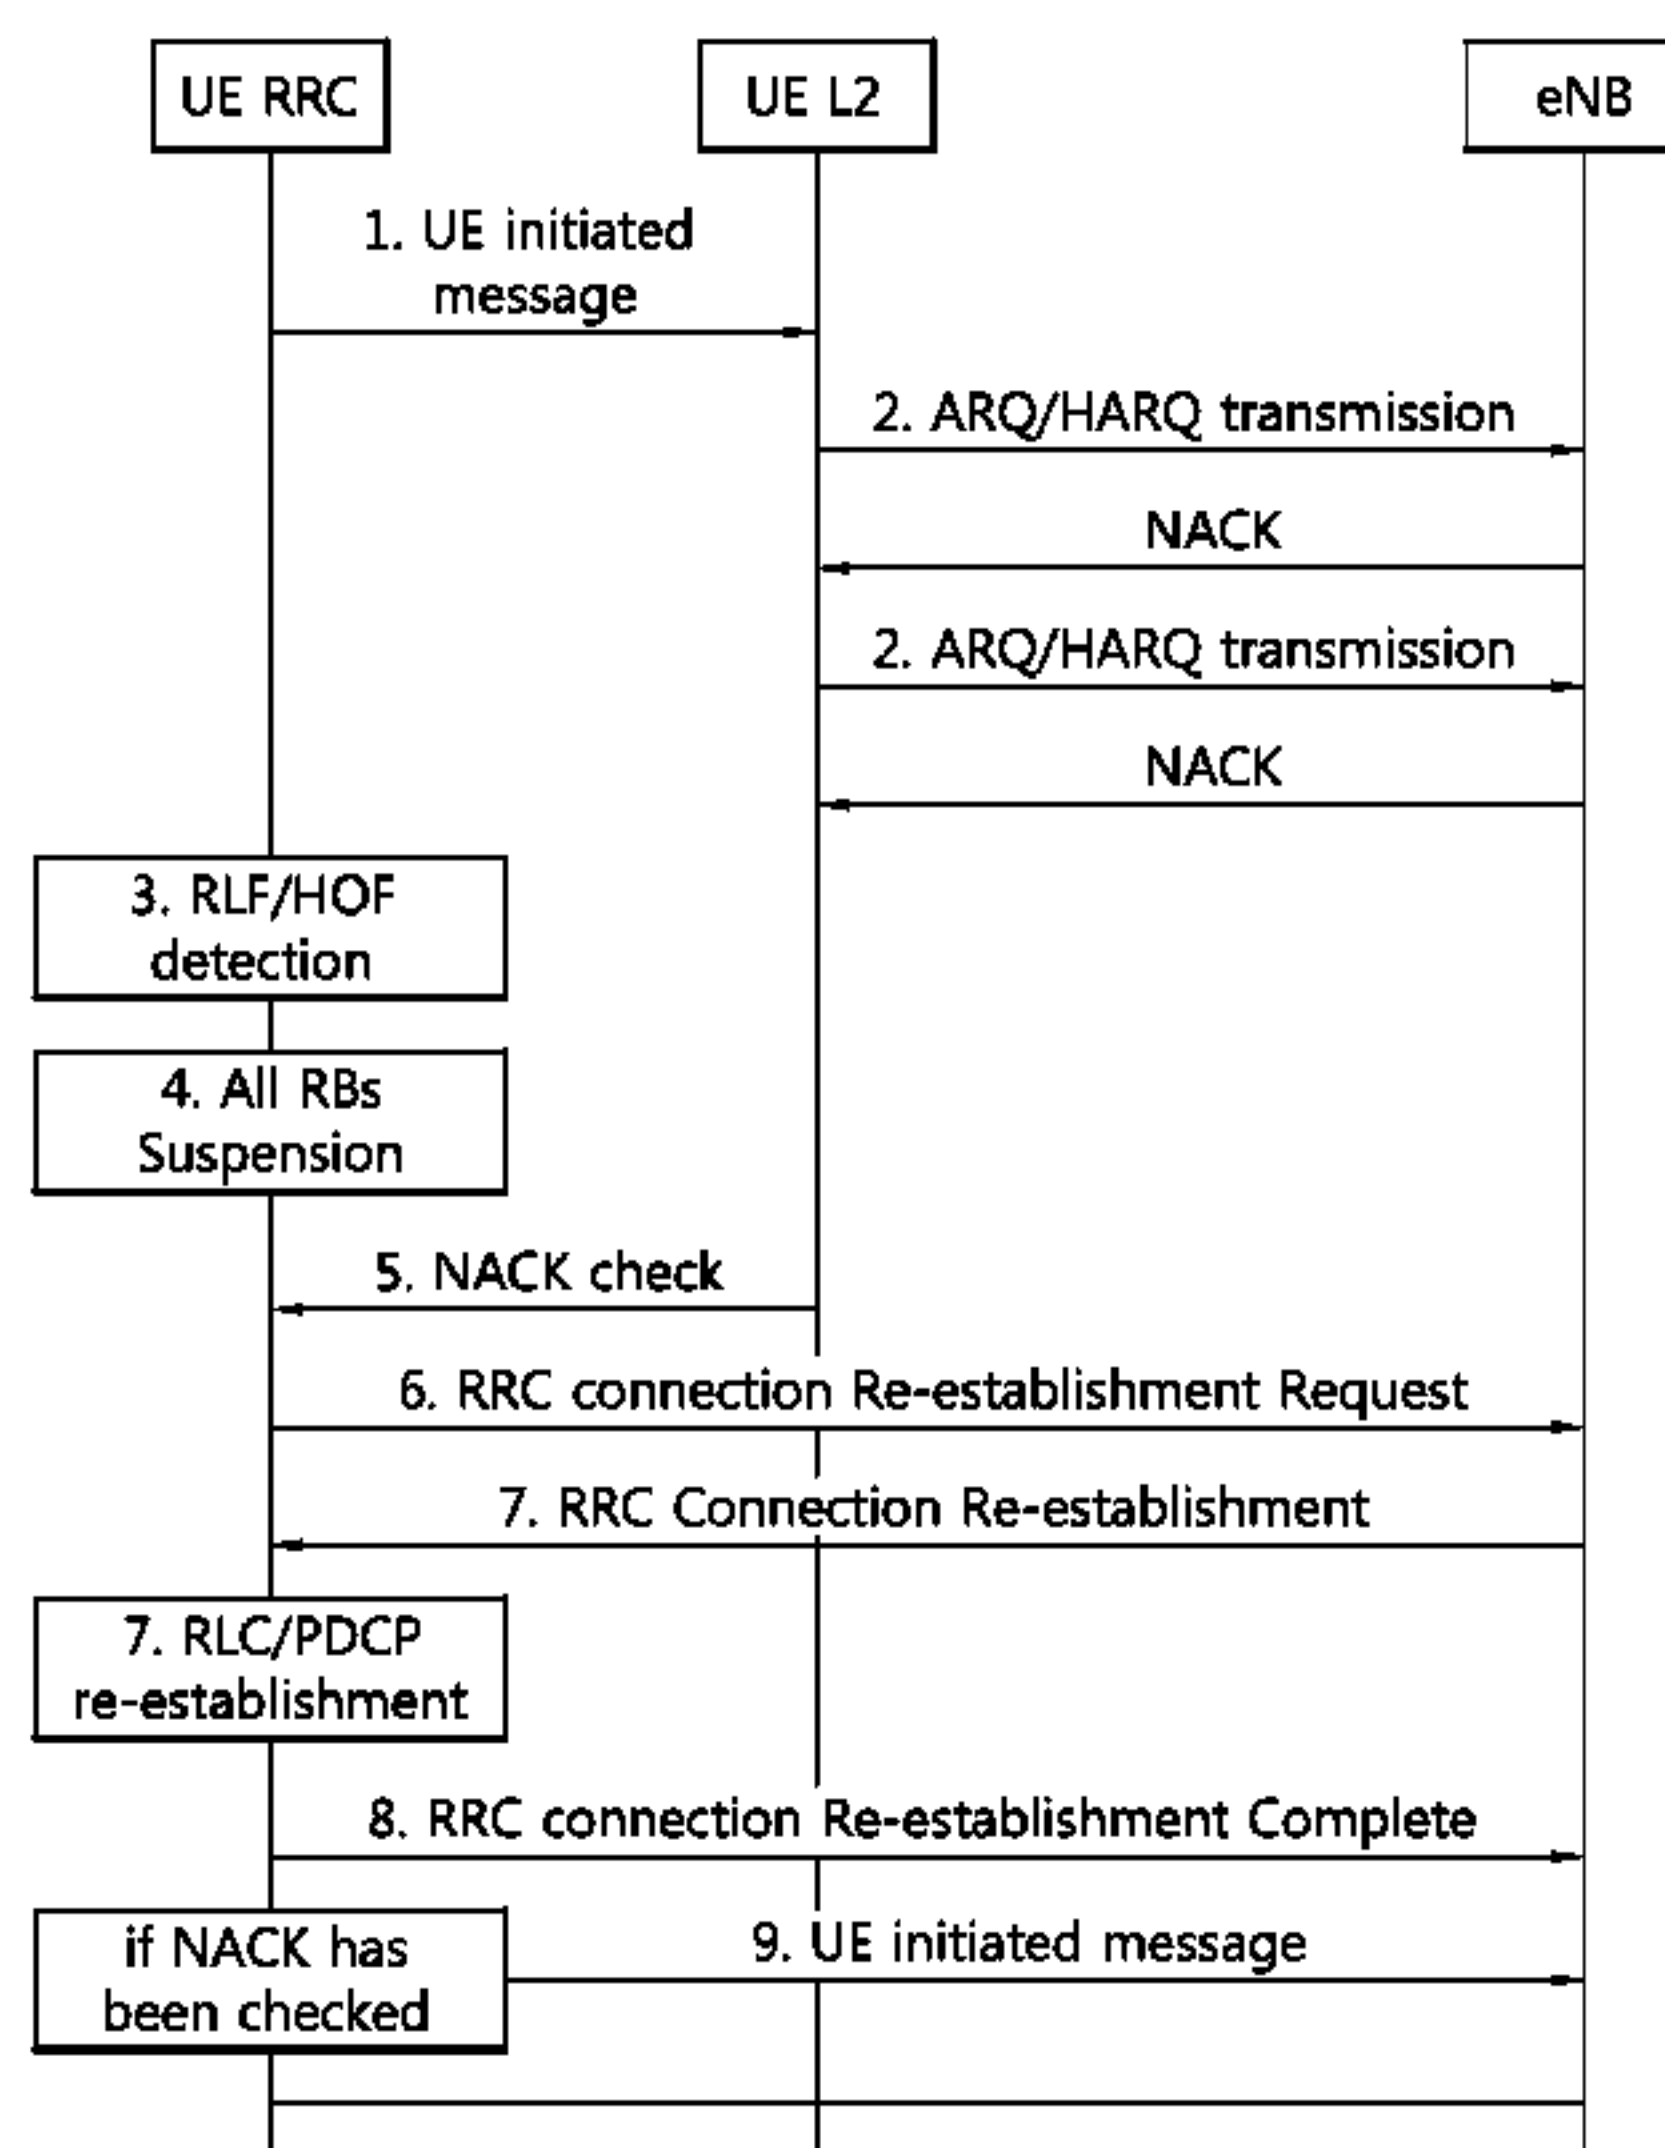 UE RRC
UE L2
eNB
1. UE initiated
message
2. ARQ/HARQ transmission
NACK
2. ARQ/HARQ transmission
NACK
3. RLF/HOF
detection
4. All RBs
Suspension
5. NACK check
6. RRC connection Re-establishment Request
7. RRC Connection Re-establishment
7. RLC/PDCP
re-establishment
8. RRC connection Re-establishment Complete
if NACK has
been checked
9. UE initiated message